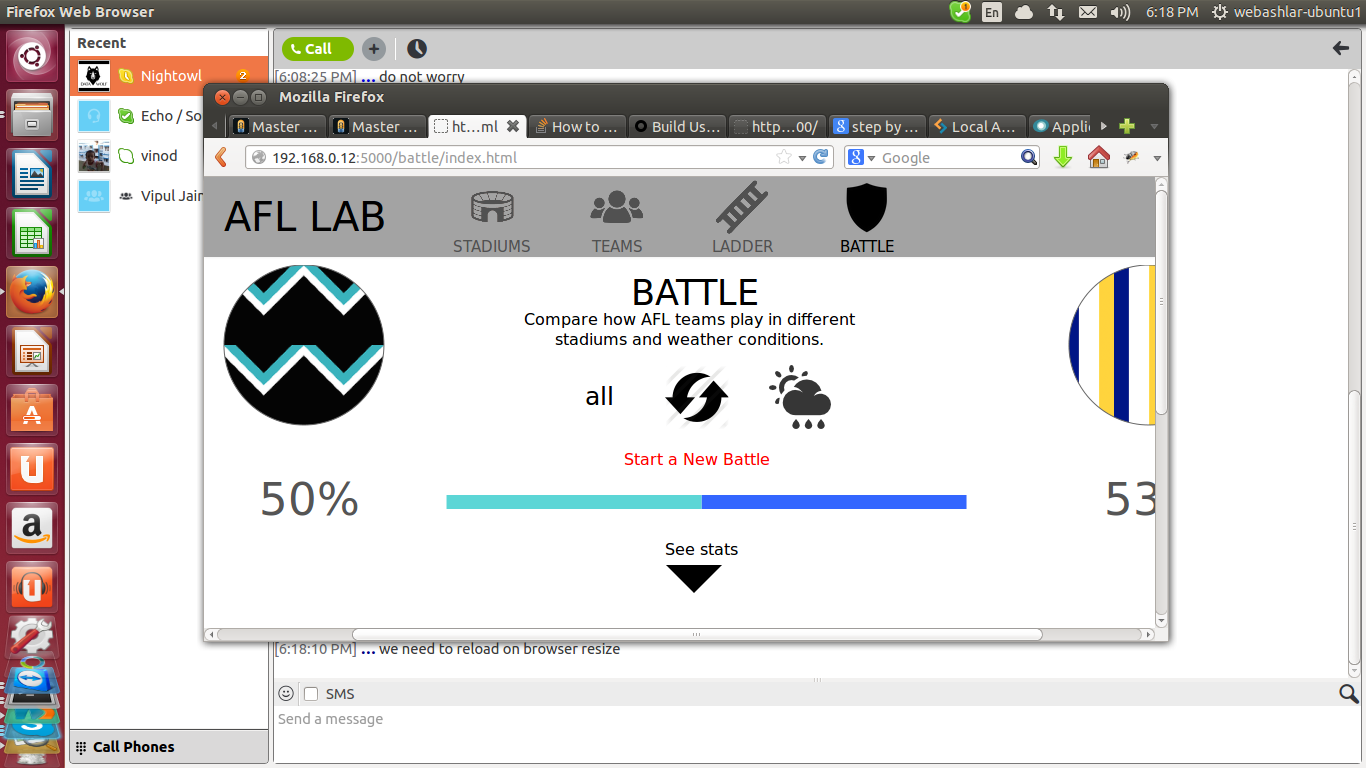 Firefox Web Browser
En
6:18 PM
webashlar-ubuntu1
Recent
Nightowl
2
Echo / So
vinod
Vipul Jain
Call
[6:08:25 PM] ... do not worry
Mozilla Firefox
Master ...
Master ...
ht...ml
How to ...
Build Us...
http...00/
step by ...
Local A...
Applic
192.168.0.12:5000/battle/index.html
Google
AFL LAB
STADIUMS
TEAMS
LADDER
BATTLE
BATTLE
Compare how AFL teams play in different
stadiums and weather conditions.
all
Start a New Battle
50%
53
See stats
[6:18:10 PM] ... we need to reload on browser resize
SMS
Send a message
Call Phones